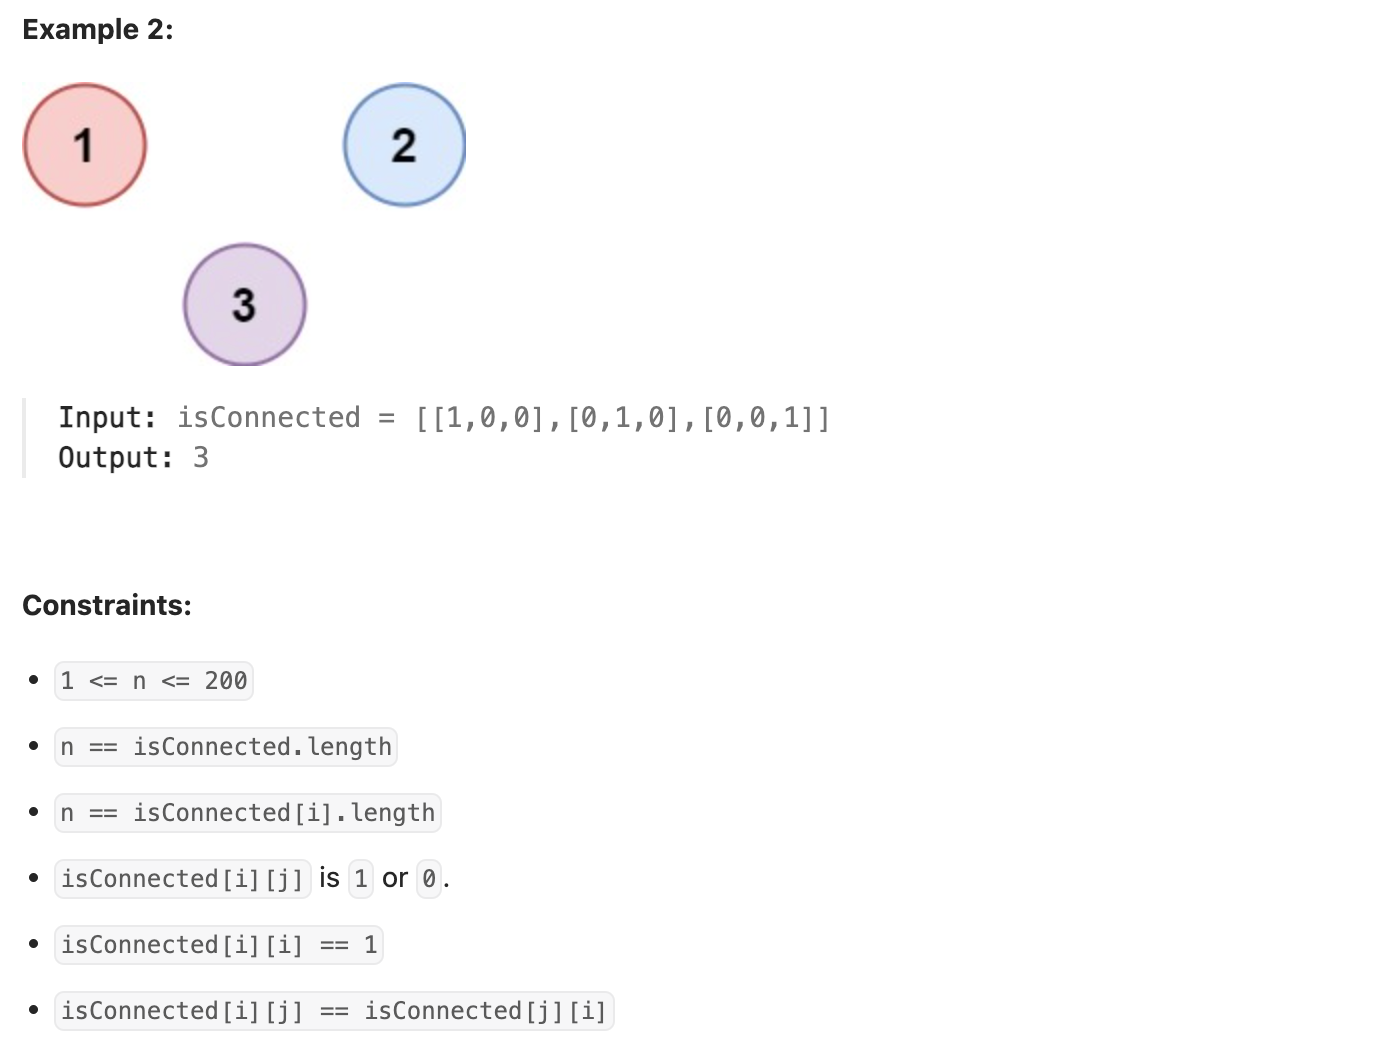 Example 2:
1
2
3
Input: isConnected = [[1,0,0],[0,1,0],[0,0,1]]
Output: 3
Constraints:
• 1 <= n <= 200
• n == isConnected.length
• n == isConnected[i].length
• isConnected[i][j] is 1 or 0.
• isConnected[i][i] == 1
• isConnected[i][j] == isConnected[j][i]